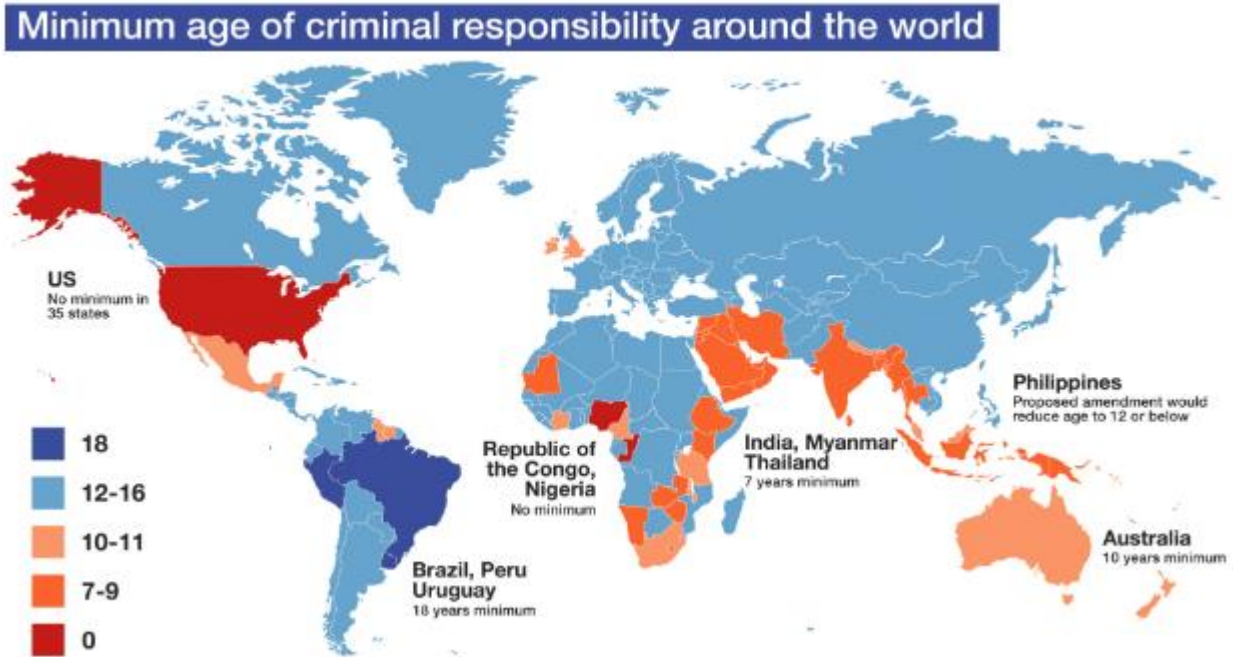 Minimum age of criminal responsibility around the world
US
No minimum in
35 states
18
12-16
10-11
7-9
0
Brazil, Peru
Uruguay
18 years minimum
Republic of
the Congo,
Nigeria
No minimum
India, Myanmar
Thailand
7 years minimum
Philippines
Proposed amendment would
reduce age to 12 or below
Australia
10 years minimum